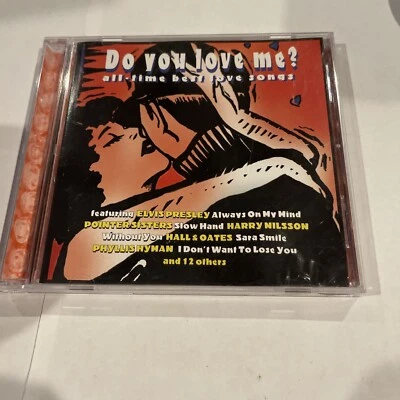 Do you love me?
all-time best love songs
featuring ELVIS PRESLEY Always On My Mind
POINTER SISTERS Slow Hand HARRY NILSSON
Without You HALL & OATES Sara Smile
PHYLLIS HYMAN I Don't Want To Lose You
and 12 others